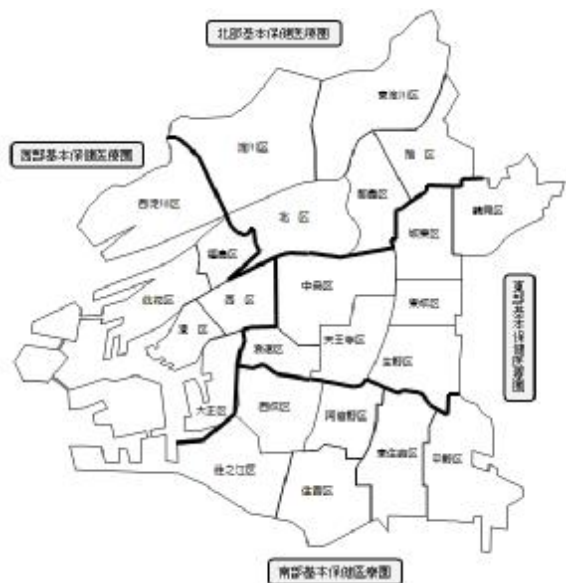 北部基本保健医療圏
東淀川区
淀川区
旭区
西部基本保健医療圏
都島区
西淀川区
北区
鶴見区
城東区
福島区
中央区
此花区
西区
東成区
港区
天王寺区
浪速区
生野区
東部基本保健医療圏
大正区
西成区
阿倍野区
東住吉区
平野区
住之江区
住吉区
南部基本保健医療圏